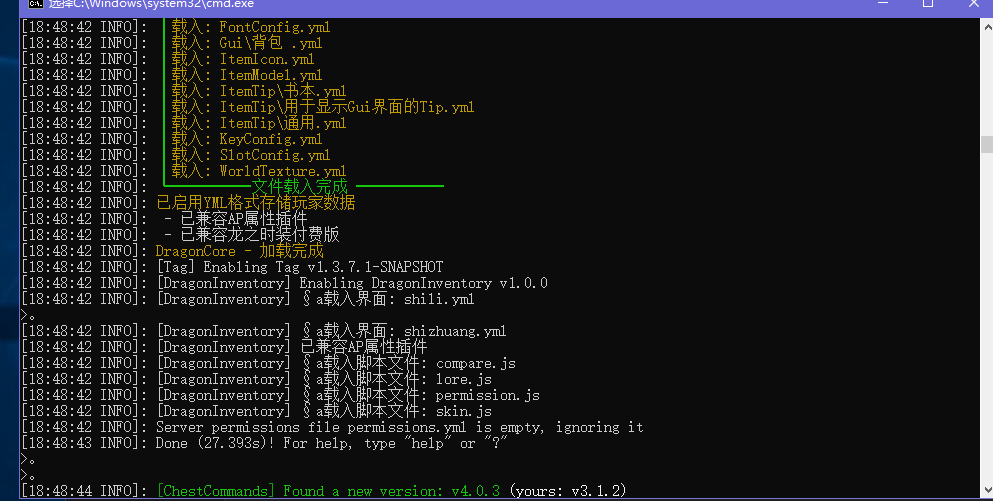 选择C:\Windows\system32\cmd.exe
[18:48:42 INFO]: 载入: FontConfig.yml
[18:48:42 INFO]: 载入: Gui\背包 .yml
[18:48:42 INFO]: 载入: ItemIcon.yml
[18:48:42 INFO]: 载入: ItemModel.yml
[18:48:42 INFO]: 载入: ItemTip\书本.yml
[18:48:42 INFO]: 载入: ItemTip\用于显示Gui界面的Tip.yml
[18:48:42 INFO]: 载入: ItemTip\通用.yml
[18:48:42 INFO]: 载入: KeyConfig.yml
[18:48:42 INFO]: 载入: SlotConfig.yml
[18:48:42 INFO]: 载入: WorldTexture.yml
[18:48:42 INFO]: 文件载入完成
[18:48:42 INFO]: 已启用YML格式存储玩家数据
[18:48:42 INFO]: - 已兼容AP属性插件
[18:48:42 INFO]: - 已兼容龙之时装付费版
[18:48:42 INFO]: DragonCore - 加载完成
[18:48:42 INFO]: [Tag] Enabling Tag v1.3.7.1-SNAPSHOT
[18:48:42 INFO]: [DragonInventory] Enabling DragonInventory v1.0.0
[18:48:42 INFO]: [DragonInventory] §a载入界面: shili.yml
>。
[18:48:42 INFO]: [DragonInventory] §a载入界面: shizhuang.yml
[18:48:42 INFO]: [DragonInventory] 已兼容AP属性插件
[18:48:42 INFO]: [DragonInventory] §a载入脚本文件: compare.js
[18:48:42 INFO]: [DragonInventory] §a载入脚本文件: lore.js
[18:48:42 INFO]: [DragonInventory] §a载入脚本文件: permission.js
[18:48:42 INFO]: [DragonInventory] §a载入脚本文件: skin.js
[18:48:42 INFO]: Server permissions file permissions.yml is empty, ignoring it
[18:48:43 INFO]: Done (27.393s)! For help, type "help" or "?"
>。
>。
[18:48:44 INFO]: [ChestCommands] Found a new version: v4.0.3 (yours: v3.1.2)